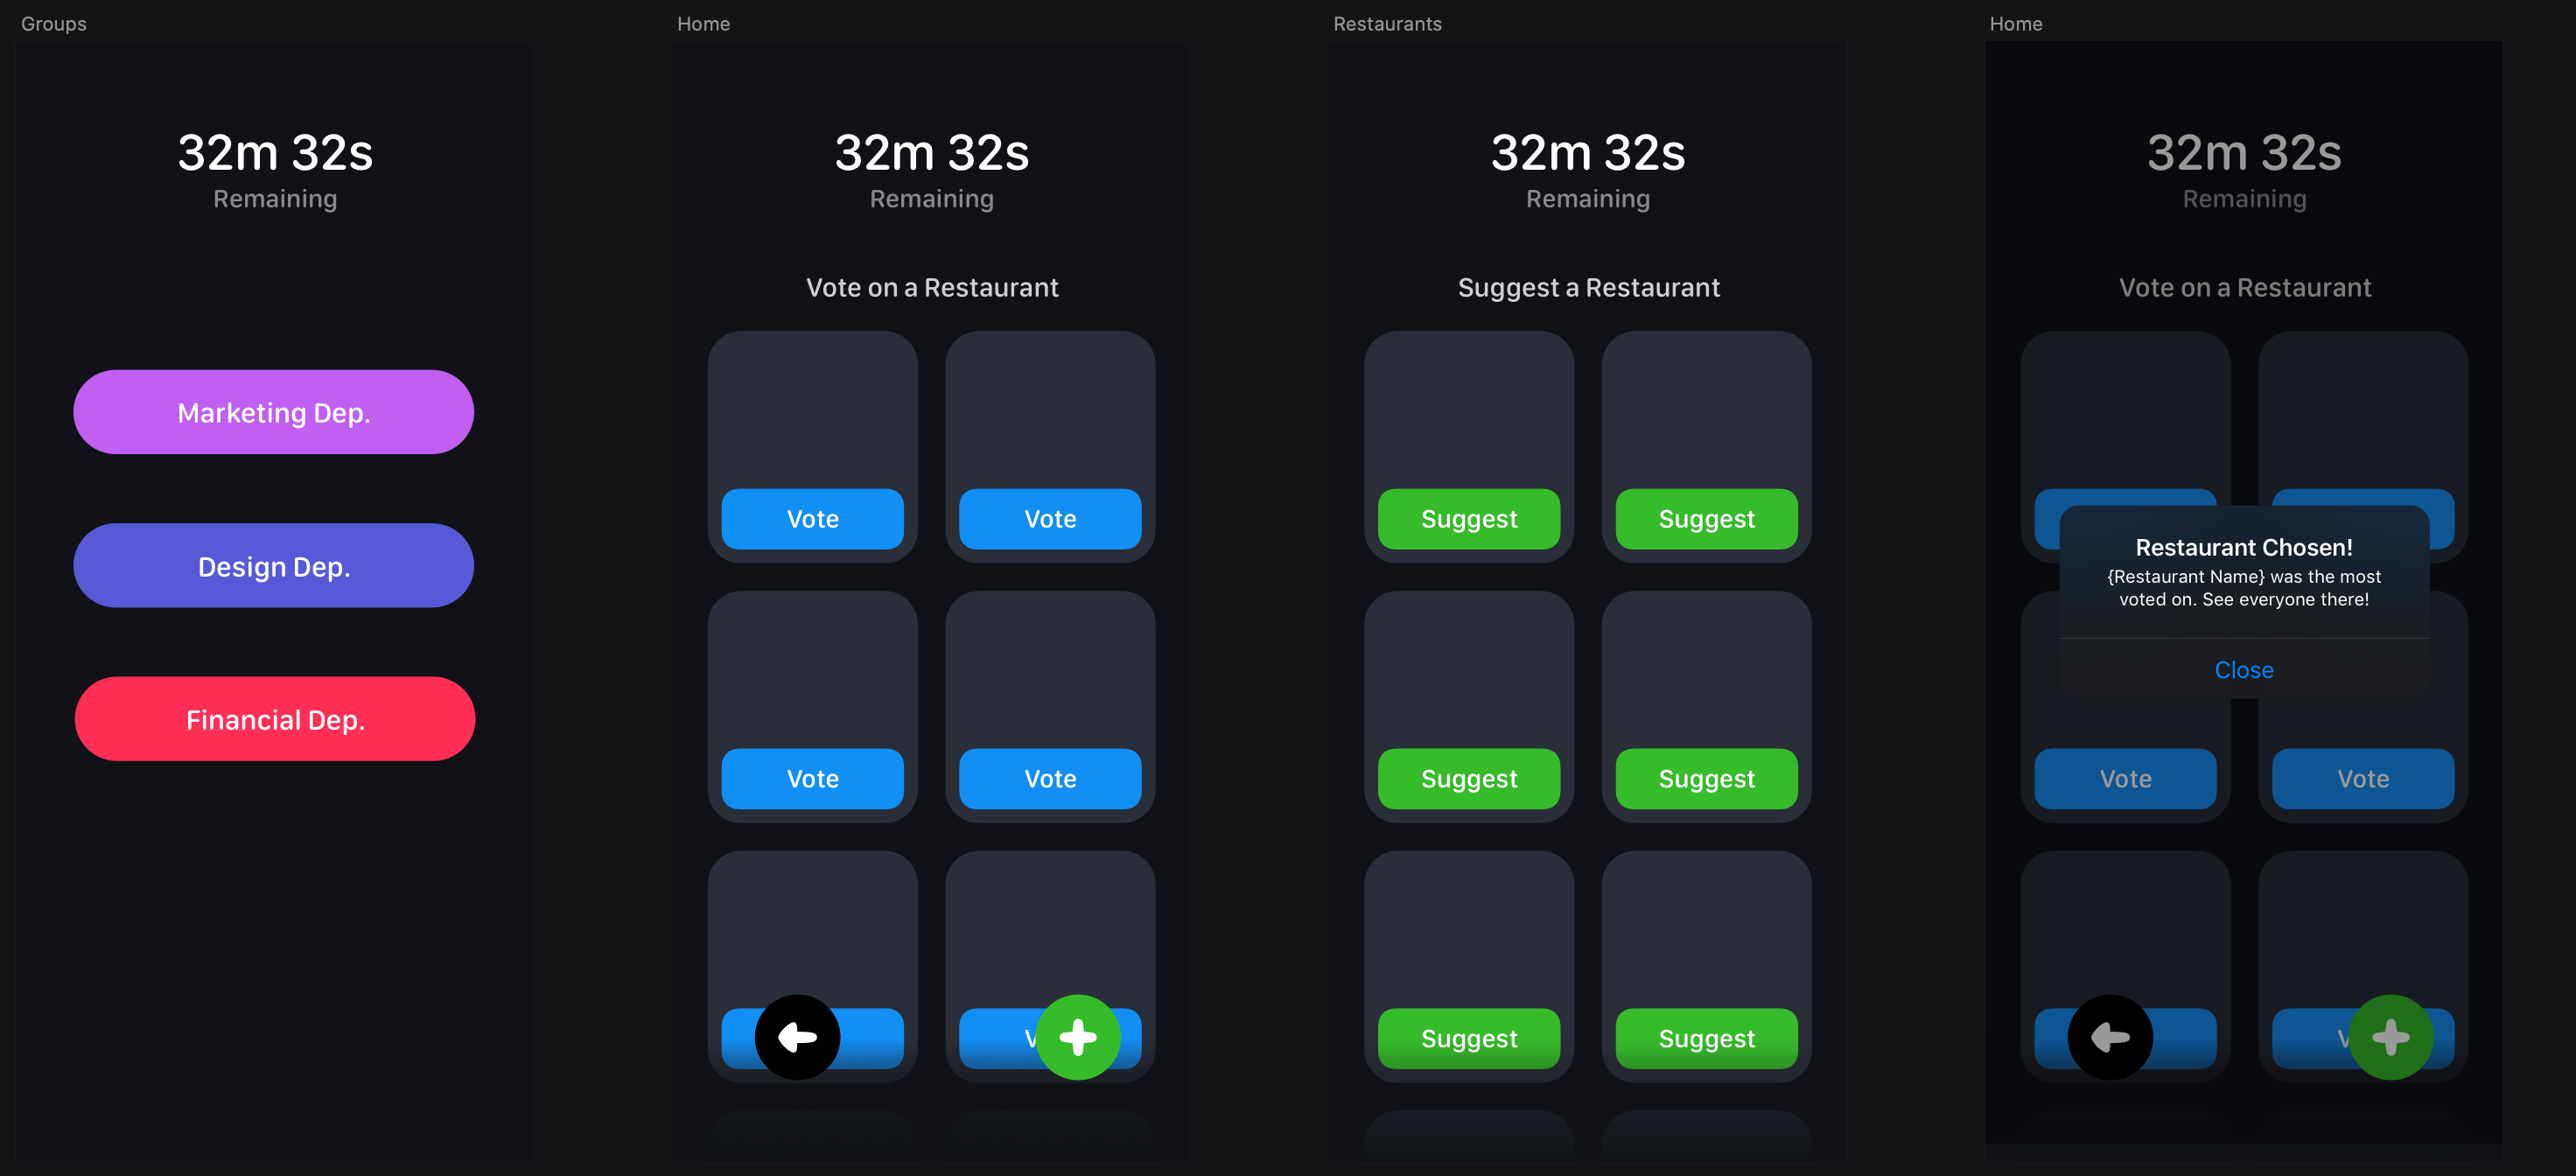 Groups
32m 32s
Remaining
Marketing Dep.
Design Dep.
Financial Dep.
Home
32m 32s
Remaining
Vote on a Restaurant
Vote
Vote
Vote
Vote
Restaurants
32m 32s
Remaining
Suggest a Restaurant
Suggest
Suggest
Suggest
Suggest
Suggest
Suggest
Home
32m 32s
Remaining
Vote on a Restaurant
Restaurant Chosen!
{Restaurant Name} was the most
voted on. See everyone there!
Close
Vote
Vote